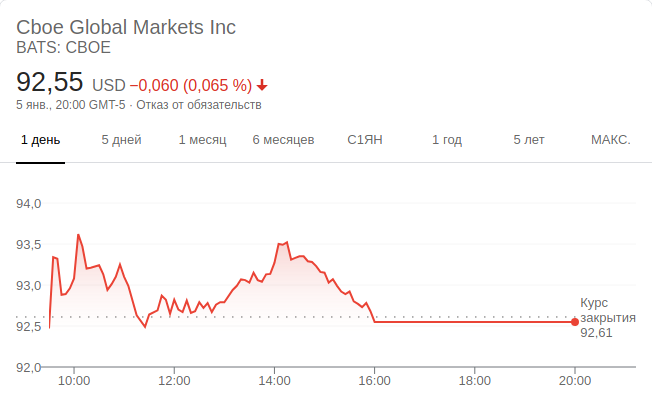 Cboe Global Markets Inc
BATS: CBOE
92,55 USD −0,060 (0,065 %)
5 янв., 20:00 GMT-5 · Отказ от обязательств
1 день 5 дней 1 месяц 6 месяцев С1ЯН 1 год 5 лет МАКС.
94,0
93,5
93,0
92,5
92,0
Курс
закрытия
92,61
10:00 12:00 14:00 16:00 18:00 20:00